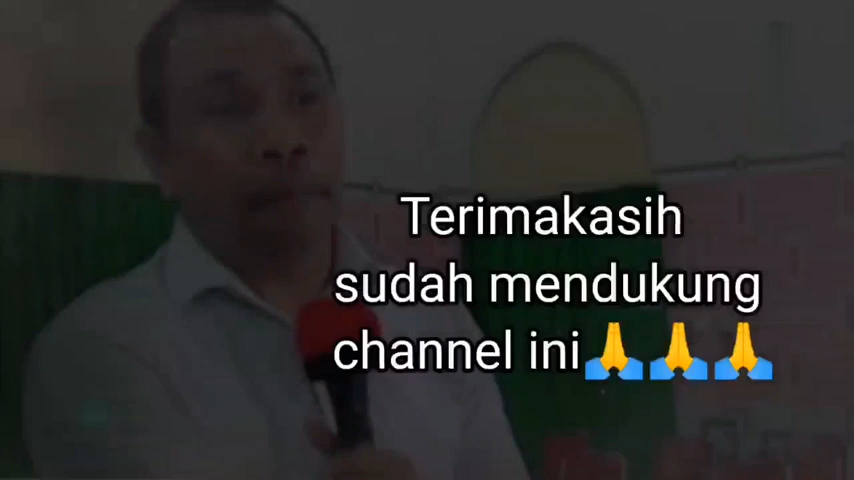 Terimakasih
sudah mendukung
channel ini🙏🙏🙏